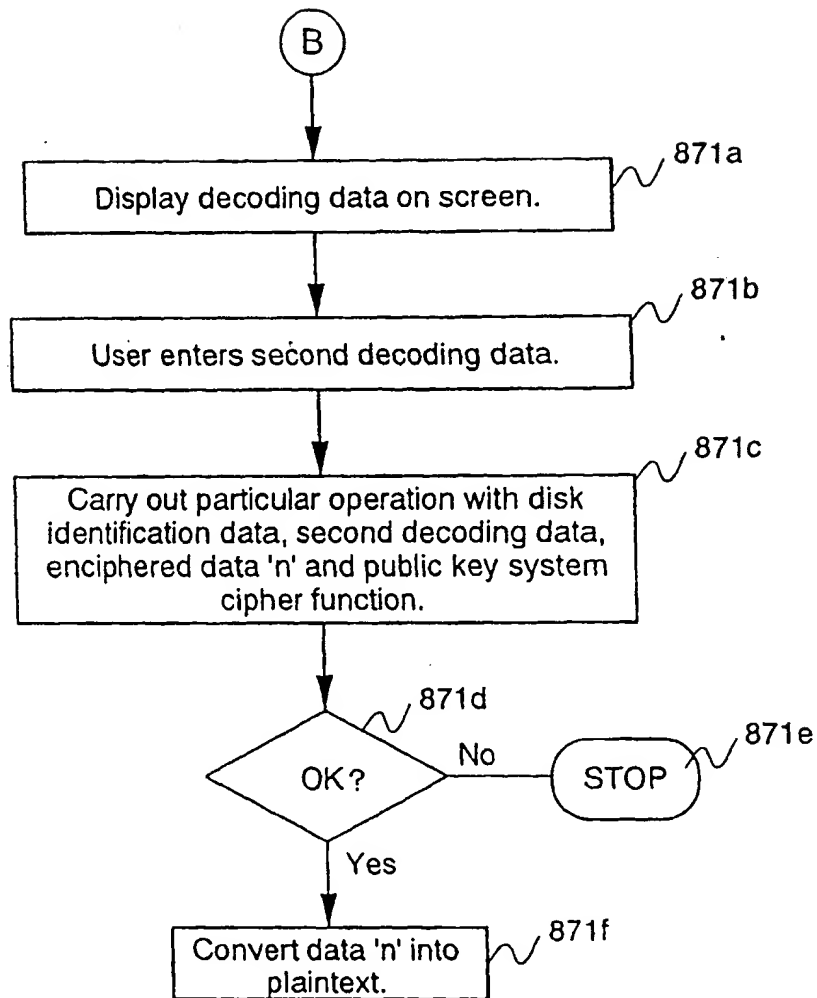 B
871a
Display decoding data on screen.
871b
User enters second decoding data.
871c
Carry out particular operation with disk
identification data, second decoding data,
enciphered data 'n' and public key system
cipher function.
871d
OK?
No
871e
STOP
Yes
871f
Convert data 'n' into
plaintext.